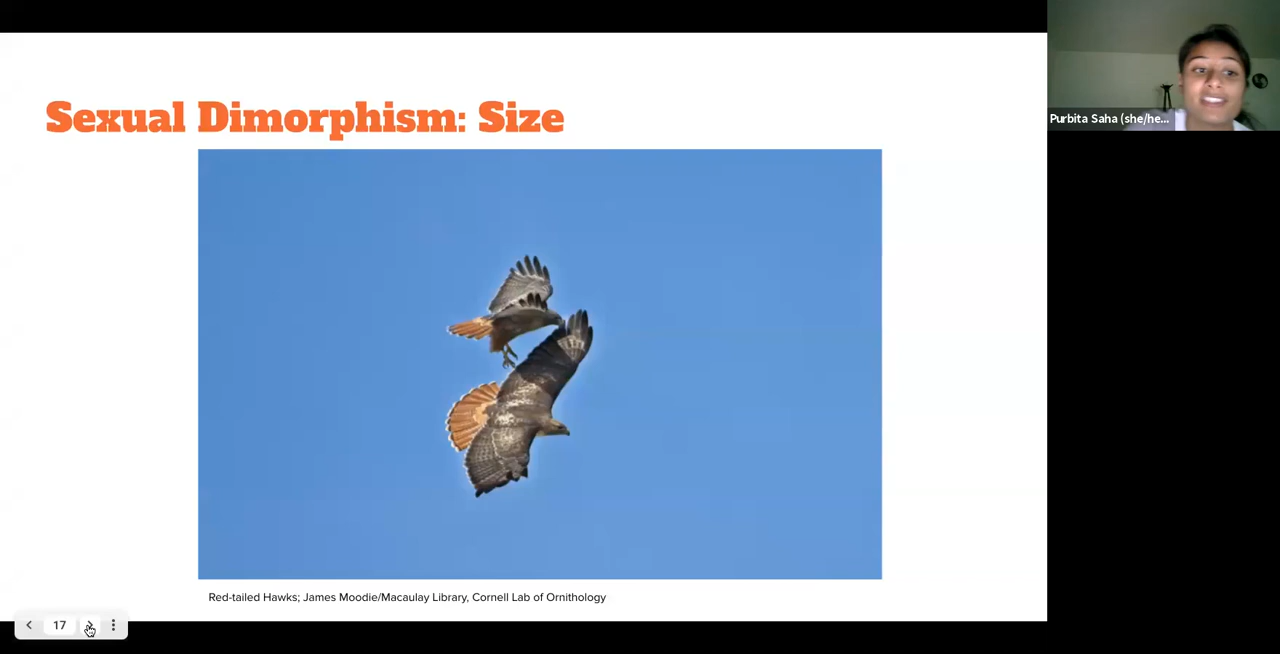 Sexual Dimorphism: Size
Purbita Saha (she/he...
Red-tailed Hawks; James Moodie/Macaulay Library, Cornell Lab of Ornithology
17